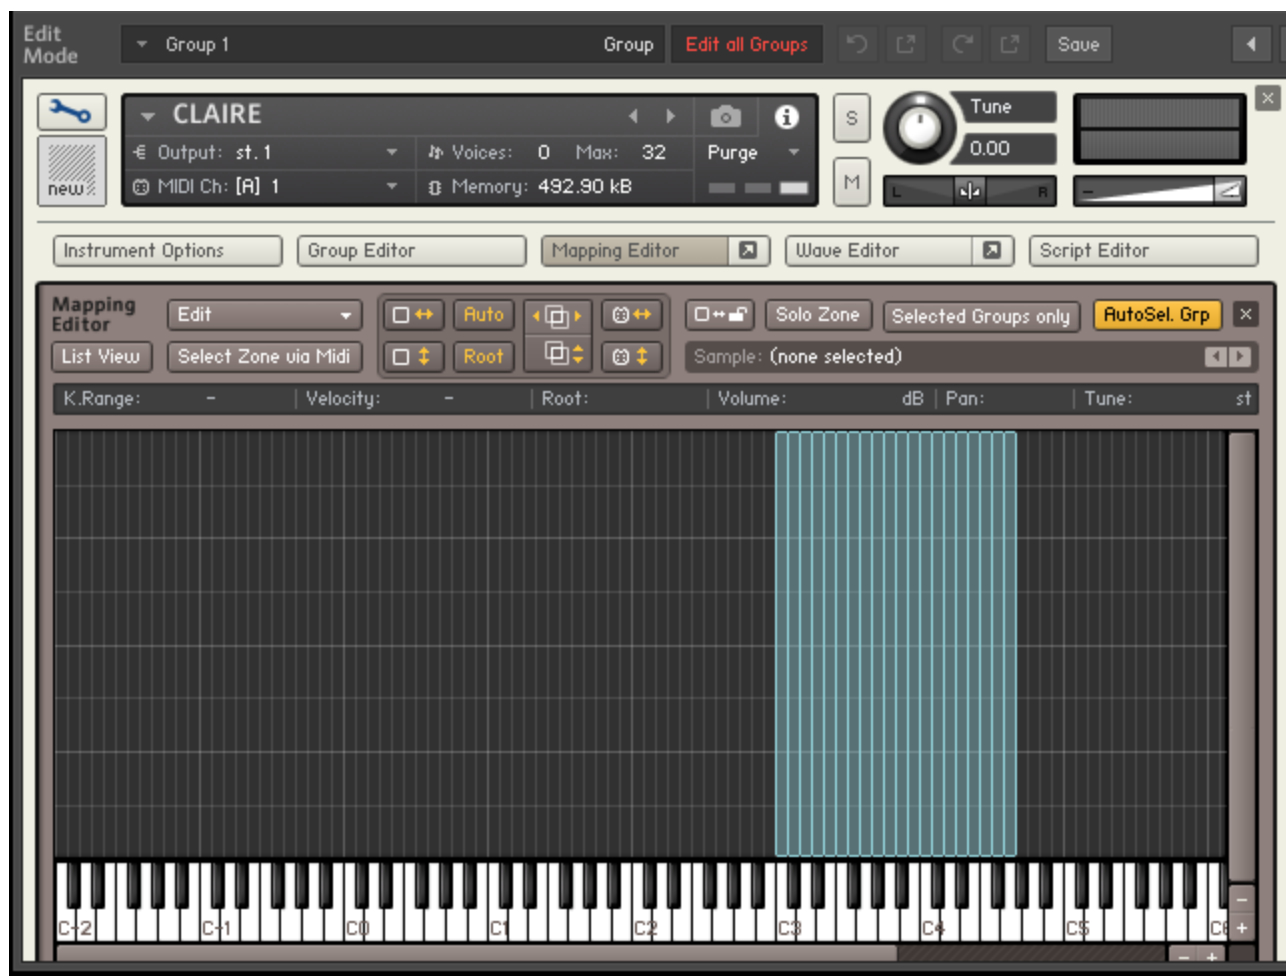 Edit Mode
Group 1 Group Edit all Groups Save
CLAIRE
S
Tune
Output: st.1 Voices: 0 Max: 32 Purge
0.00
new
MIDI Ch: [A] 1 Memory: 492.90 kB
M
L R
Instrument Options Group Editor Mapping Editor Wave Editor Script Editor
Mapping Editor
Edit Auto Solo Zone Selected Groups only AutoSel. Grp
List View Select Zone via Midi Root Sample: (none selected)
K.Range: - Velocity: - Root: Volume: dB Pan: Tune: st
C-2 C-1 C0 C1 C2 C3 C4 C5 C6